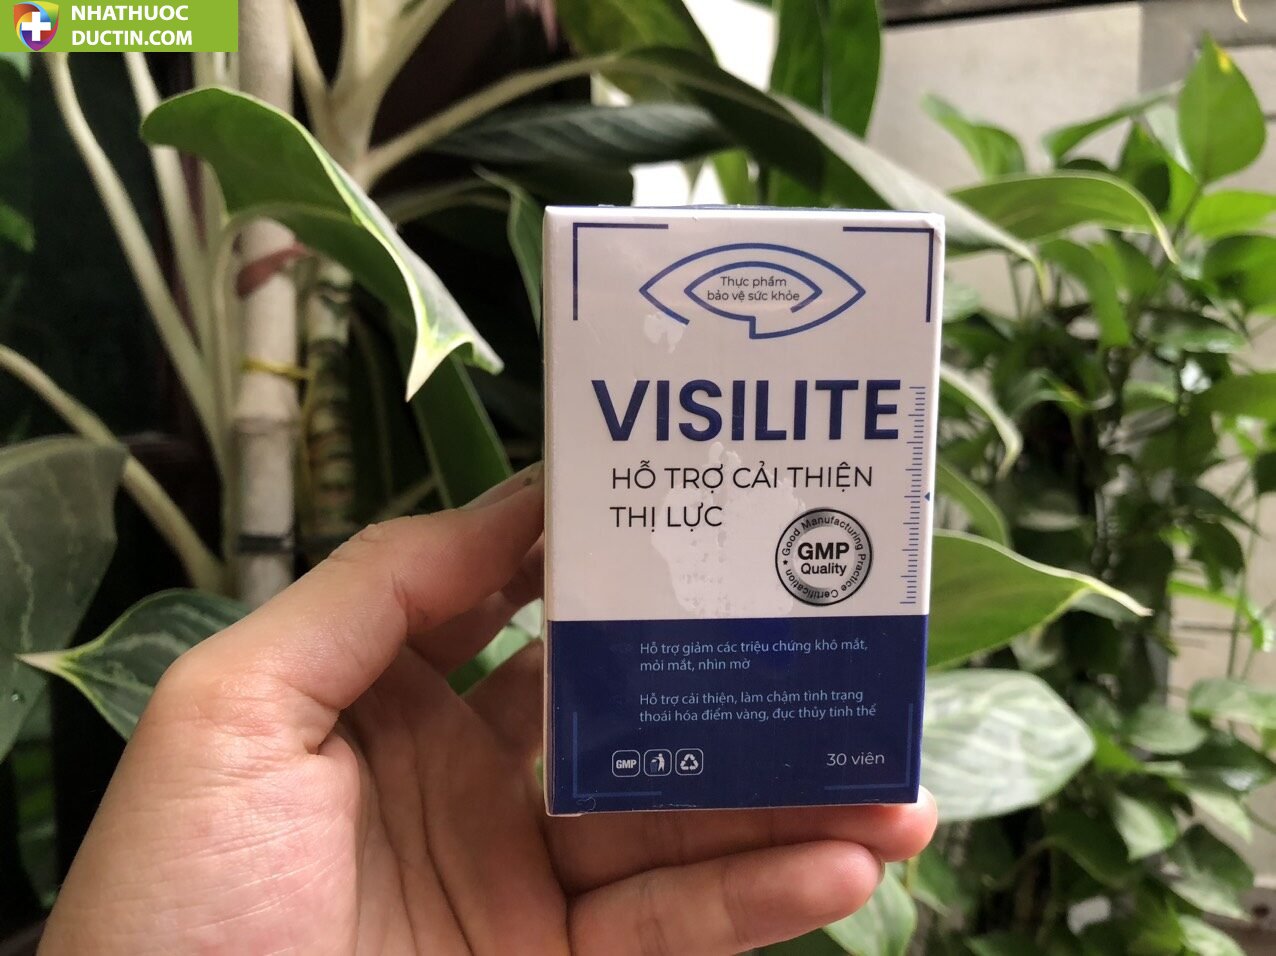 NHATHUOC
DUCTIN.COM
Thực phẩm
bảo vệ sức khỏe
VISILITE
HỖ TRỢ CẢI THIỆN
THỊ LỰC
Good Manufacturing Practice Certification
GMP
Quality
Hỗ trợ giảm các triệu chứng khô mắt,
mỏi mắt, nhìn mờ
Hỗ trợ cải thiện, làm chậm tình trạng
thoái hóa điểm vàng, đục thủy tinh thể
GMP
30 viên